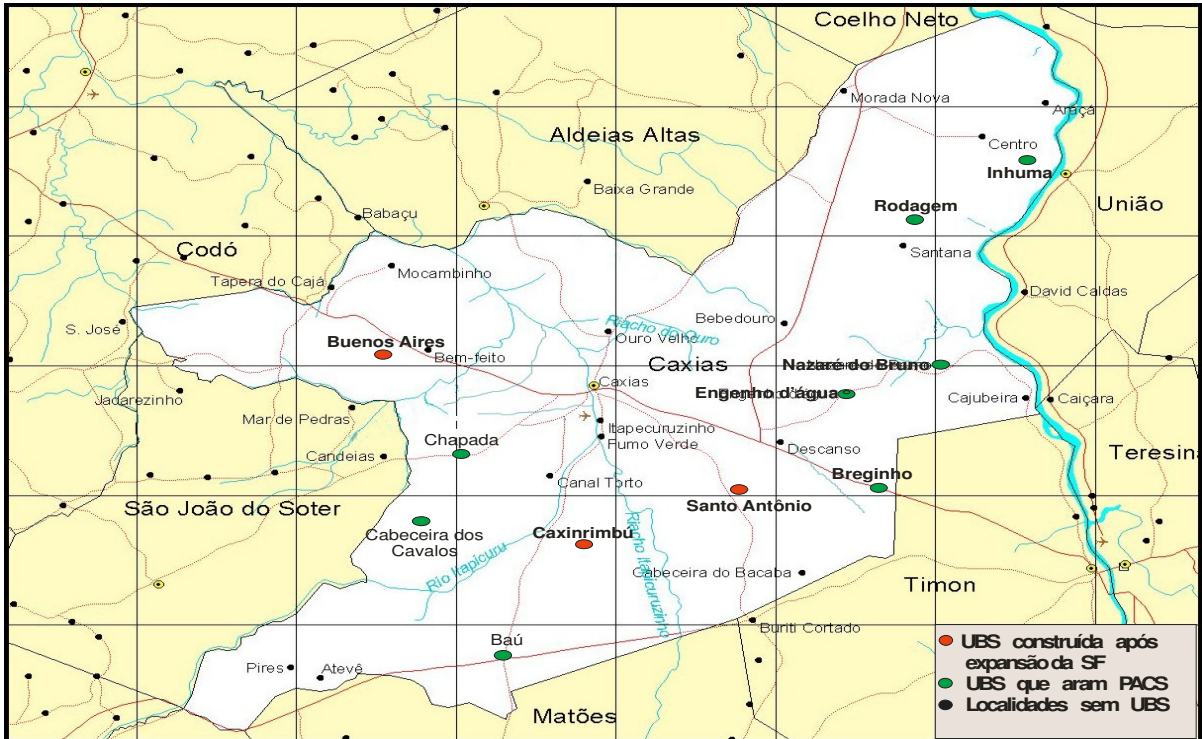 Coelho Neto
Morada Nova
Araçá
Aldeias Altas
Centro
Inhuma
Baixa Grande
União
Rodagem
Babaçu
Codó
Santana
Mocambinho
Tapera do Cajá
David Caldas
S. José
Bebedouro
Riacho do Ouro
Ouro Velho
Buenos Aires
Bem-feito
Caxias
Nazaré do Bruno
Caxias
Engenho d'água
Jacarezinho
Cajubeira
Caiçara
Mar de Pedras
Itapecuruzinho
Chapada
Fumo Verde
Descanso
Teresina
Candeias
Canal Torto
Breginho
São João do Soter
Santo Antônio
Cabeceira dos
Cavalos
Caxinrimbú
Rio Itapicuru
Riacho Itapicuruzinho
Cabeceira do Bacaba
Timon
Buriti Cortado
Baú
Pires
Atevê
Matões
UBS construída após
expansão da SF
UBS que aram PACS
Localidades sem UBS